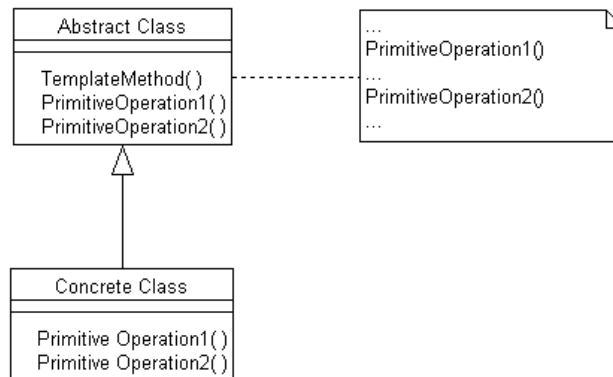 Abstract Class
TemplateMethod( )
PrimitiveOperation1( )
PrimitiveOperation2( )
...
PrimitiveOperation1()
...
PrimitiveOperation2()
...
Concrete Class
Primitive Operation1( )
Primitive Operation2( )